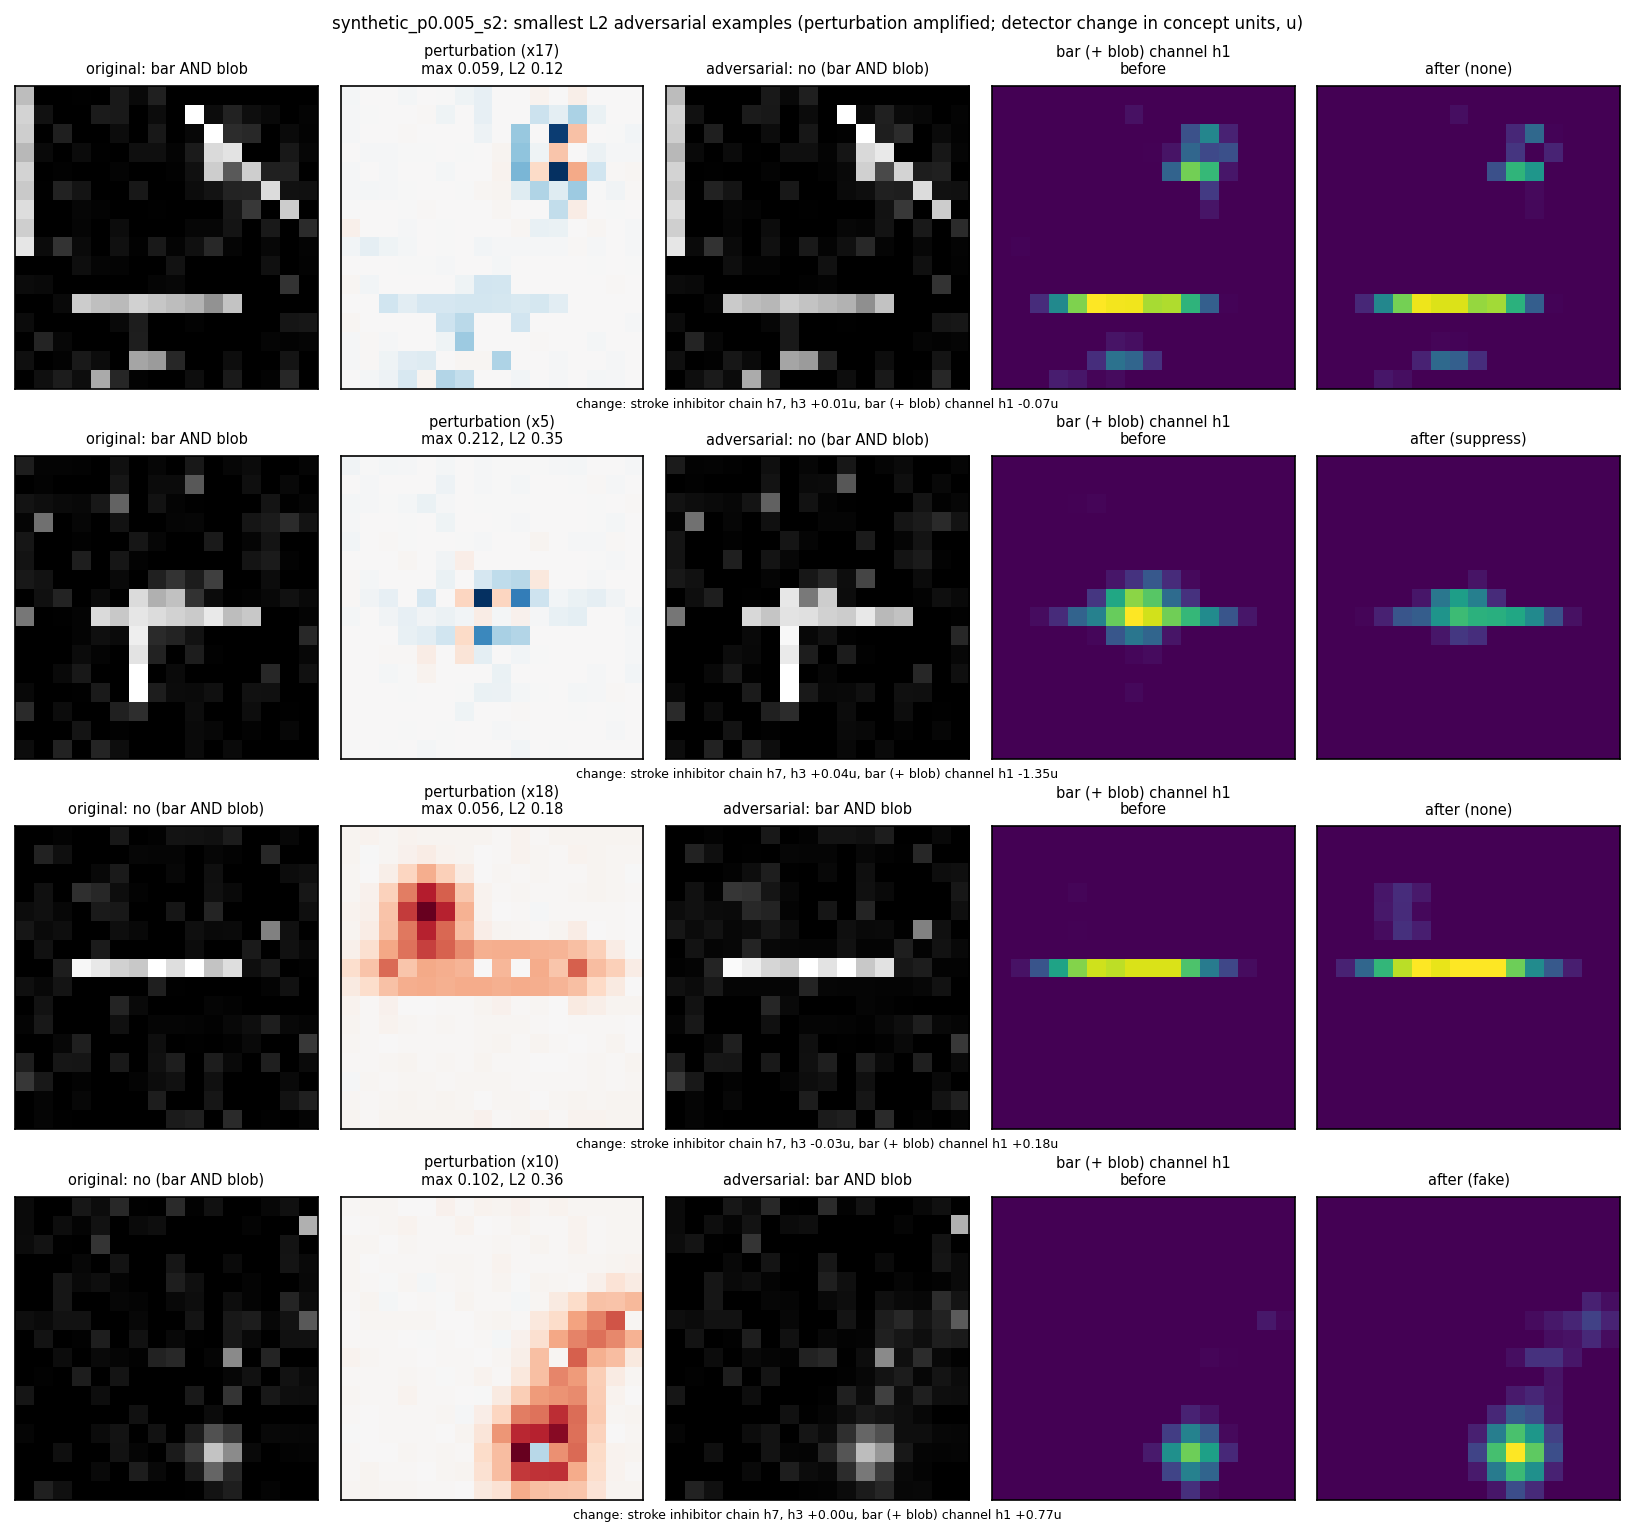 synthetic_p0.005_s2: smallest L2 adversarial examples (perturbation amplified; detector change in concept units, u)
original: bar AND blob
perturbation (x17)
max 0.059, L2 0.12
adversarial: no (bar AND blob)
bar (+ blob) channel h1
before
after (none)
change: stroke inhibitor chain h7, h3 +0.01u, bar (+ blob) channel h1 -0.07u
original: bar AND blob
perturbation (x5)
max 0.212, L2 0.35
adversarial: no (bar AND blob)
bar (+ blob) channel h1
before
after (suppress)
change: stroke inhibitor chain h7, h3 +0.04u, bar (+ blob) channel h1 -1.35u
original: no (bar AND blob)
perturbation (x18)
max 0.056, L2 0.18
adversarial: bar AND blob
bar (+ blob) channel h1
before
after (none)
change: stroke inhibitor chain h7, h3 -0.03u, bar (+ blob) channel h1 +0.18u
original: no (bar AND blob)
perturbation (x10)
max 0.102, L2 0.36
adversarial: bar AND blob
bar (+ blob) channel h1
before
after (fake)
change: stroke inhibitor chain h7, h3 +0.00u, bar (+ blob) channel h1 +0.77u